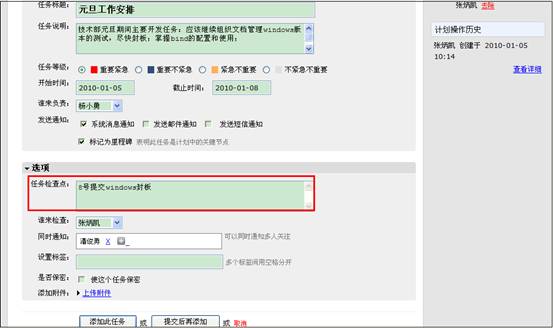 任务标题: 元旦工作安排
任务说明: 技术部元旦期间主要开发任务; 应该继续组织文档管理windows版
本的测试, 尽快封板; 掌握bind的配置和使用;
任务等级: 重要紧急 重要不紧急 紧急不重要 不紧急不重要
开始时间: 2010-01-05 截止时间: 2010-01-08
谁来负责: 杨小勇
发送通知: 系统消息通知 发送邮件通知 发送短信通知
标记为里程碑 表明此任务是计划中的关键节点
选项
任务检查点: 8号提交windows封板
谁来检查: 张炳凯
同时通知: 潘俊勇 X 可以同时通知多人关注
设置标签: 多个标签间用空格分开
是否保密: 使这个任务保密
添加附件: 上传附件
添加此任务 或 提交后再添加 或 取消
张炳凯 去除
计划操作历史
张炳凯 创建于 2010-01-05
10:14
查看详细